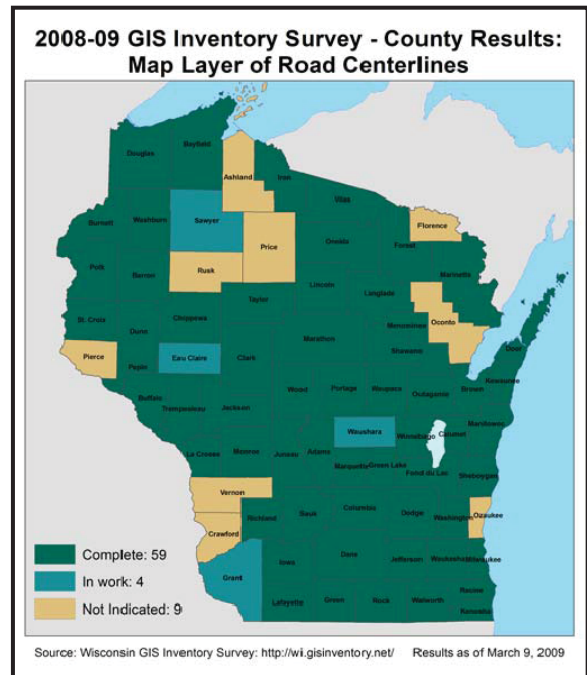 2008-09 GIS Inventory Survey - County Results:
Map Layer of Road Centerlines
Douglas
Bayfield
Ashland
Iron
Vilas
Burnett
Washburn
Sawyer
Price
Oneida
Forest
Florence
Marinette
Polk
Barron
Rusk
Taylor
Lincoln
Langlade
Oconto
St. Croix
Dunn
Chippewa
Marathon
Menominee
Shawano
Door
Pierce
Pepin
Eau Claire
Clark
Buffalo
Trempealeau
Jackson
Wood
Portage
Waupaca
Outagamie
Brown
Kewaunee
La Crosse
Monroe
Juneau
Adams
Waushara
Winnebago
Calumet
Manitowoc
Marquette
Green Lake
Fond du Lac
Sheboygan
Vernon
Crawford
Richland
Sauk
Columbia
Dodge
Washington
Ozaukee
Grant
Iowa
Dane
Jefferson
Waukesha
Milwaukee
Lafayette
Green
Rock
Walworth
Racine
Kenosha
Complete: 59
In work: 4
Not Indicated: 9
Source: Wisconsin GIS Inventory Survey: http://wi.gisinventory.net/ Results as of March 9, 2009